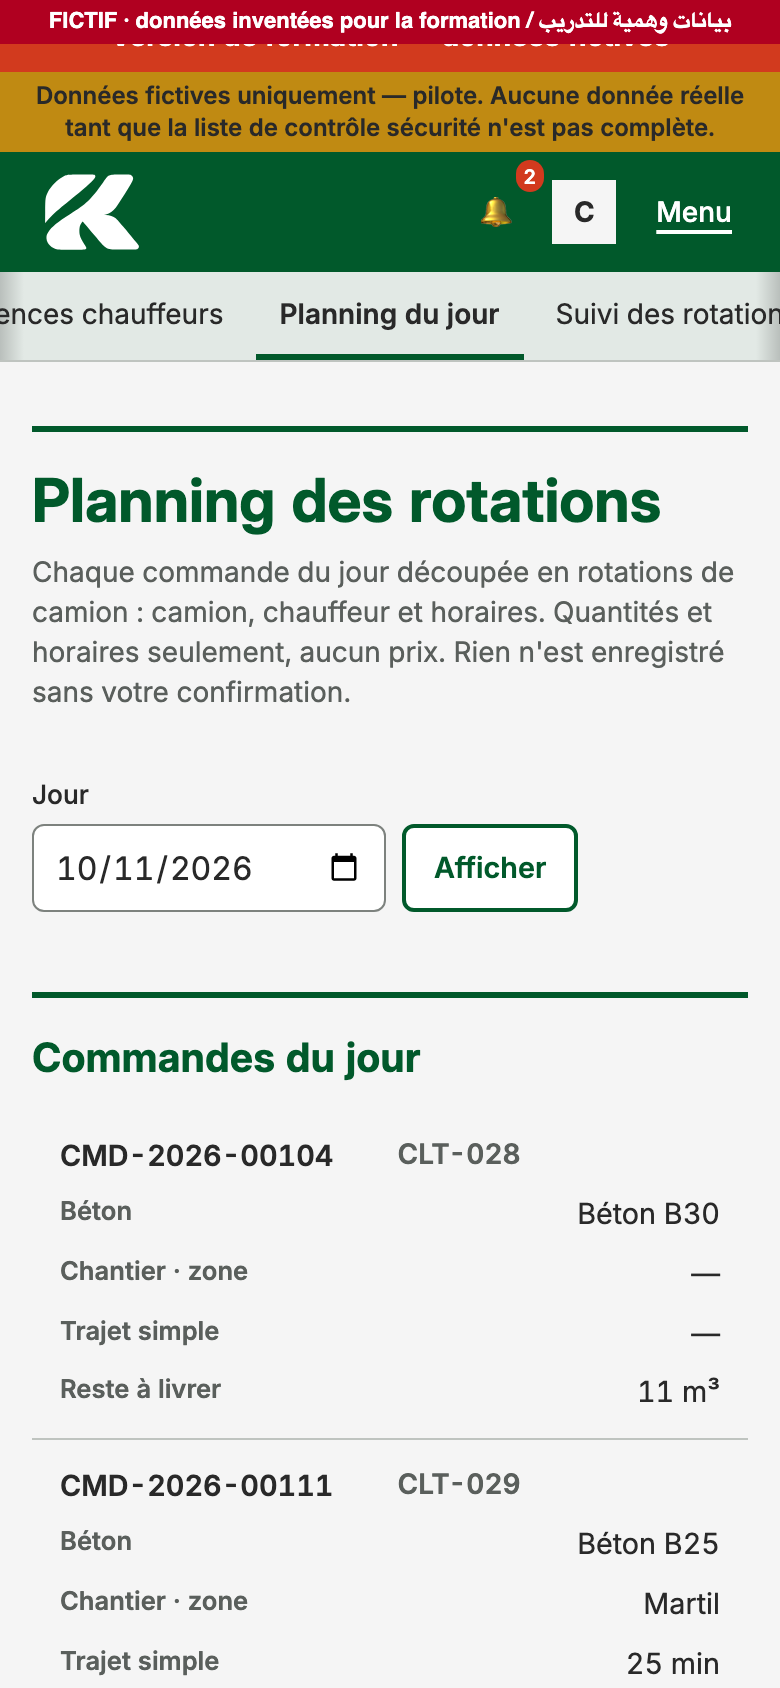 FICTIF · données inventées pour la formation / بيانات وهمية للتدريب
Données fictives uniquement — pilote. Aucune donnée réelle
tant que la liste de contrôle sécurité n'est pas complète.
2
C
Menu
ences chauffeurs
Planning du jour
Suivi des rotation
Planning des rotations
Chaque commande du jour découpée en rotations de
camion : camion, chauffeur et horaires. Quantités et
horaires seulement, aucun prix. Rien n'est enregistré
sans votre confirmation.
Jour
10/11/2026
Afficher
Commandes du jour
CMD-2026-00104 CLT-028
Béton Béton B30
Chantier · zone —
Trajet simple —
Reste à livrer 11 m³
CMD-2026-00111 CLT-029
Béton Béton B25
Chantier · zone Martil
Trajet simple 25 min